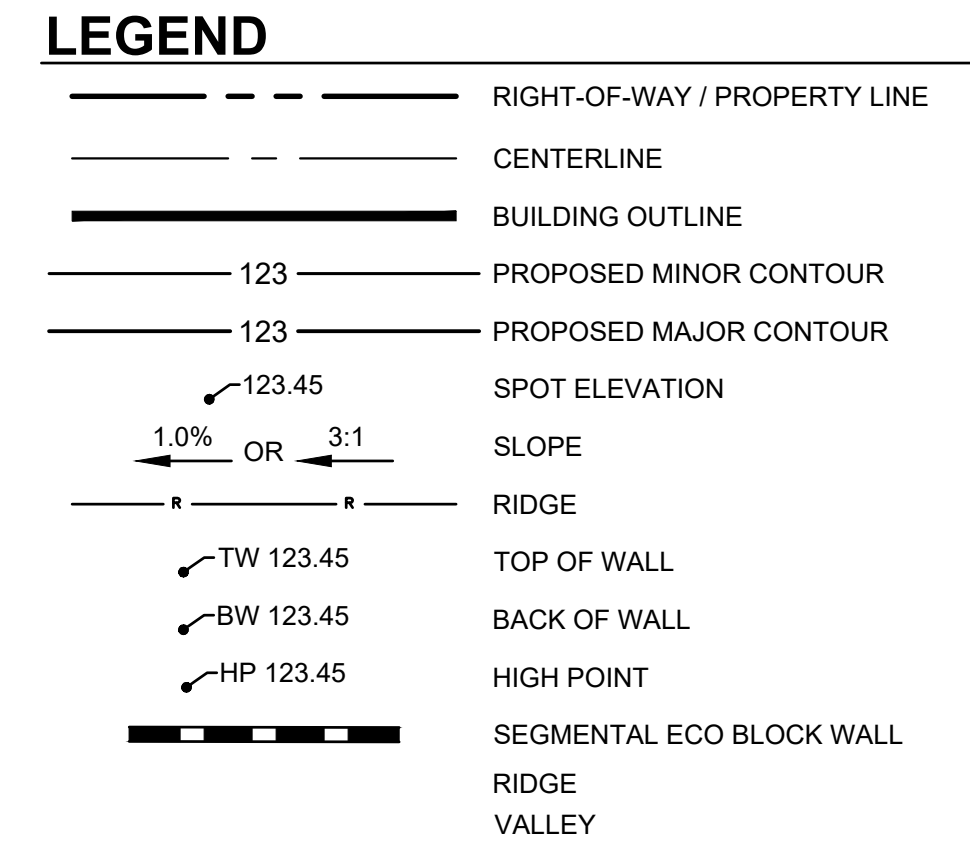 LEGEND
RIGHT-OF-WAY / PROPERTY LINE
CENTERLINE
BUILDING OUTLINE
123 PROPOSED MINOR CONTOUR
123 PROPOSED MAJOR CONTOUR
123.45 SPOT ELEVATION
1.0% OR 3:1 SLOPE
R R RIDGE
TW 123.45 TOP OF WALL
BW 123.45 BACK OF WALL
HP 123.45 HIGH POINT
SEGMENTAL ECO BLOCK WALL
RIDGE
VALLEY